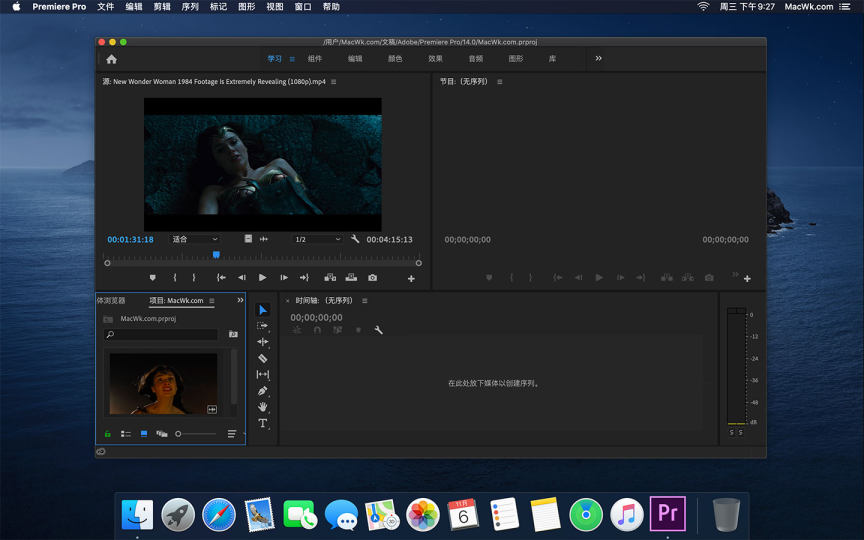 Premiere Pro 文件 编辑 剪辑 序列 标记 图形 视图 窗口 帮助 周三 下午9:27 MacWk.com
/用户/MacWk.com/文稿/Adobe/Premiere Pro/14.0/MacWk.com.prproj
学习 组件 编辑 颜色 效果 音频 图形 库
源: New Wonder Woman 1984 Footage Is Extremely Revealing (1080p).mp4
节目: (无序列)
00:01:31:18 适合 1/2 00:04:15:13
00;00;00;00 00;00;00;00
体浏览器 项目: MacWk.com
MacWk.com.prproj
时间轴: (无序列)
00;00;00;00
在此处放下媒体以创建序列。
0
-12
-24
-36
-48
dB
S S
11月
6
Pr